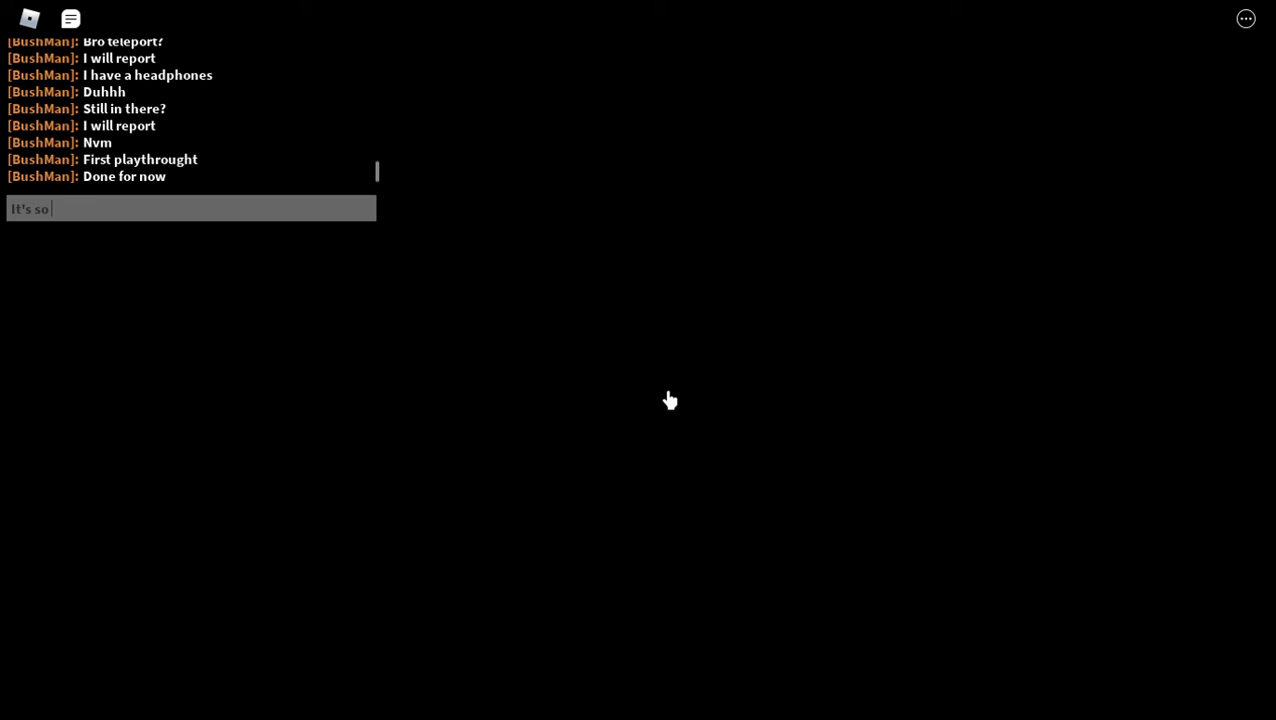 [BushMan]: Bro teleport?
[BushMan]: I will report
[BushMan]: I have a headphones
[BushMan]: Duhhh
[BushMan]: Still in there?
[BushMan]: I will report
[BushMan]: Nvm
[BushMan]: First playthrought
[BushMan]: Done for now
It's so